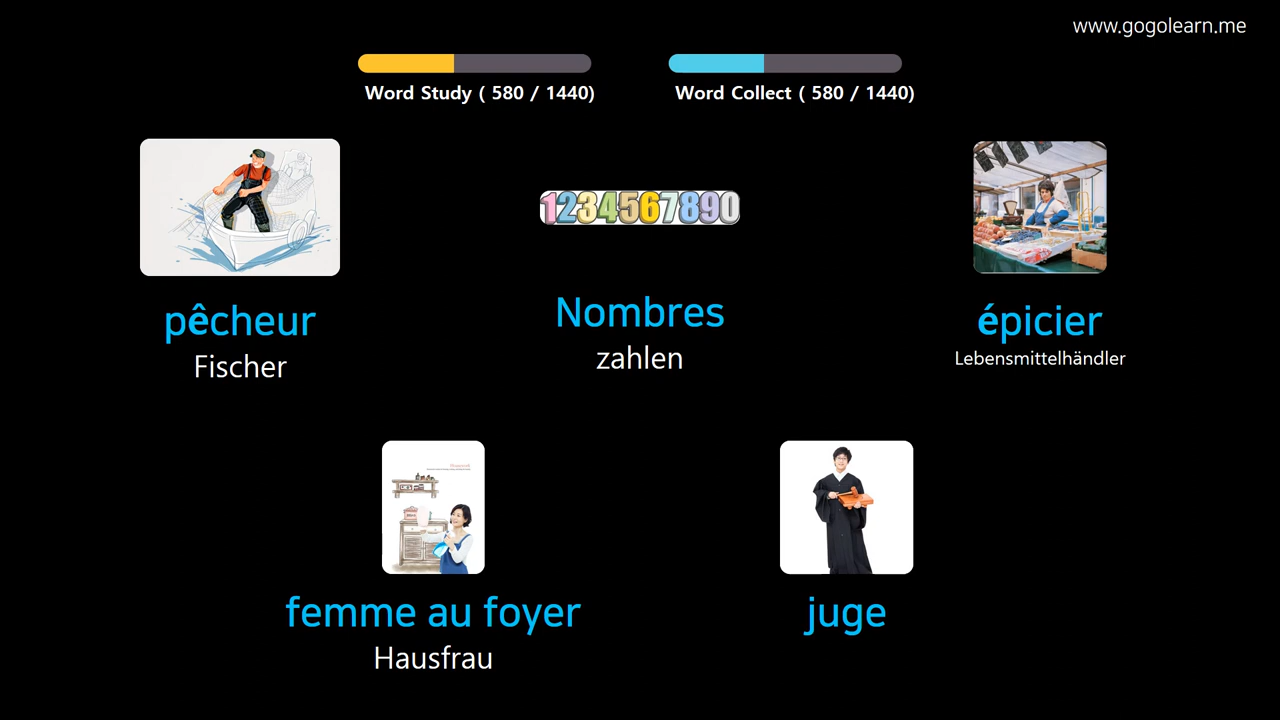 www.gogolearn.me
Word Study ( 580 / 1440)
Word Collect ( 580 / 1440)
1234567890
pêcheur
Fischer
Nombres
zahlen
épicier
Lebensmittelhändler
femme au foyer
Hausfrau
juge